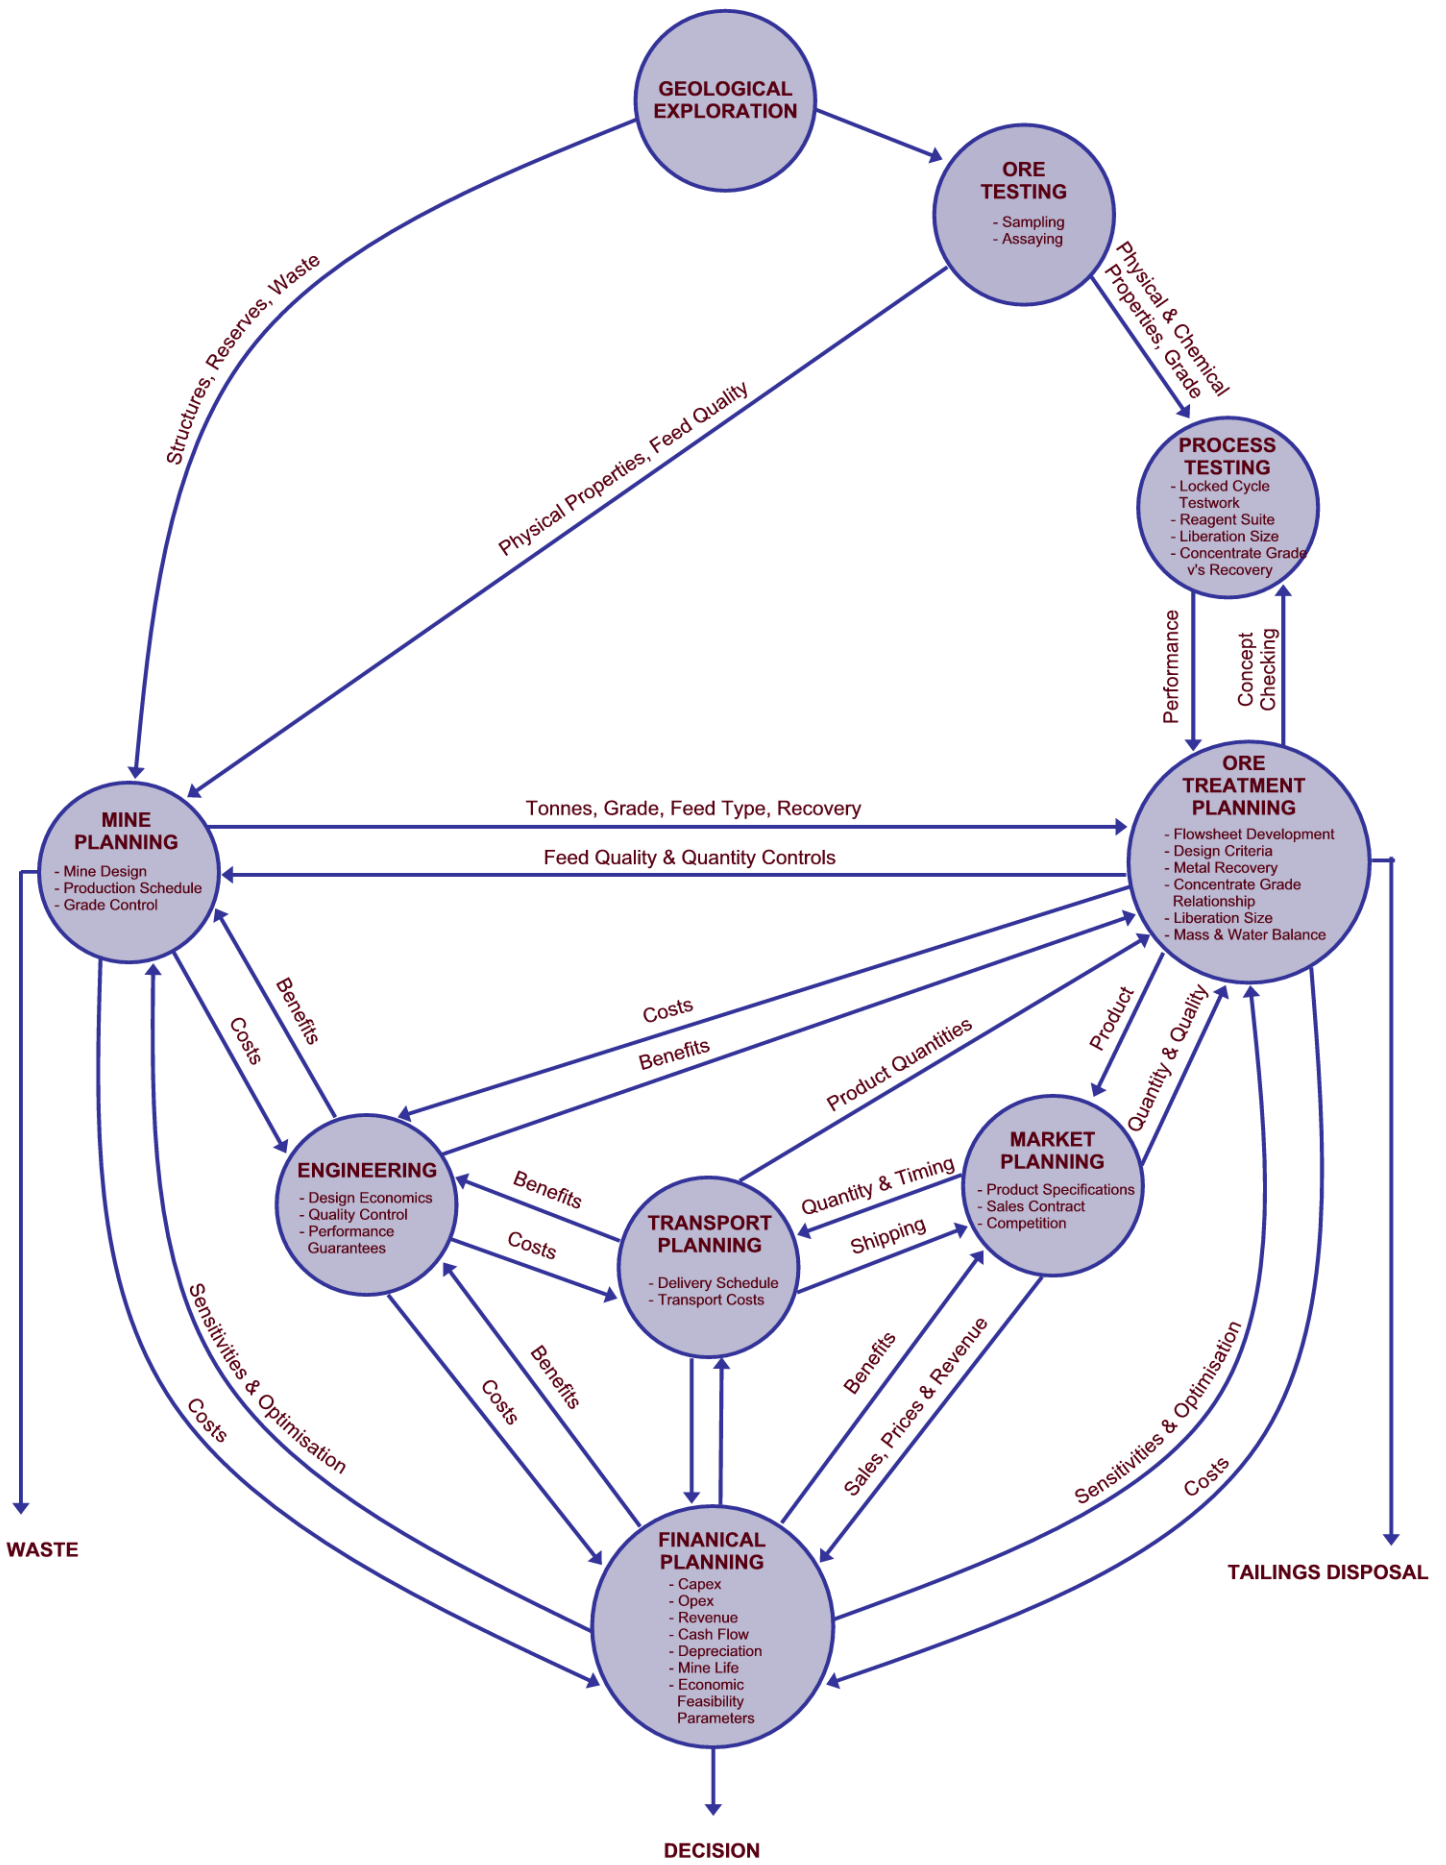 GEOLOGICAL
EXPLORATION
ORE
TESTING
- Sampling
- Assaying
Structures, Reserves, Waste
Physical Properties, Feed Quality
Physical & Chemical
Properties, Grade
PROCESS
TESTING
- Locked Cycle
Testwork
- Reagent Suite
- Liberation Size
- Concentrate Grade
v's Recovery
Performance
Concept
Checking
MINE
PLANNING
- Mine Design
- Production Schedule
- Grade Control
Tonnes, Grade, Feed Type, Recovery
Feed Quality & Quantity Controls
ORE
TREATMENT
PLANNING
- Flowsheet Development
- Design Criteria
- Metal Recovery
- Concentrate Grade
Relationship
- Liberation Size
- Mass & Water Balance
Benefits
Costs
Costs
Benefits
Product Quantities
Product
Quantity & Quality
ENGINEERING
- Design Economics
- Quality Control
- Performance
Guarantees
Benefits
Costs
TRANSPORT
PLANNING
- Delivery Schedule
- Transport Costs
Quantity & Timing
Shipping
MARKET
PLANNING
- Product Specifications
- Sales Contract
- Competition
Sensitivities & Optimisation
Costs
Costs
Benefits
Benefits
Sales, Prices & Revenue
Sensitivities & Optimisation
Costs
FINANICAL
PLANNING
- Capex
- Opex
- Revenue
- Cash Flow
- Depreciation
- Mine Life
- Economic
Feasibility
Parameters
WASTE
TAILINGS DISPOSAL
DECISION